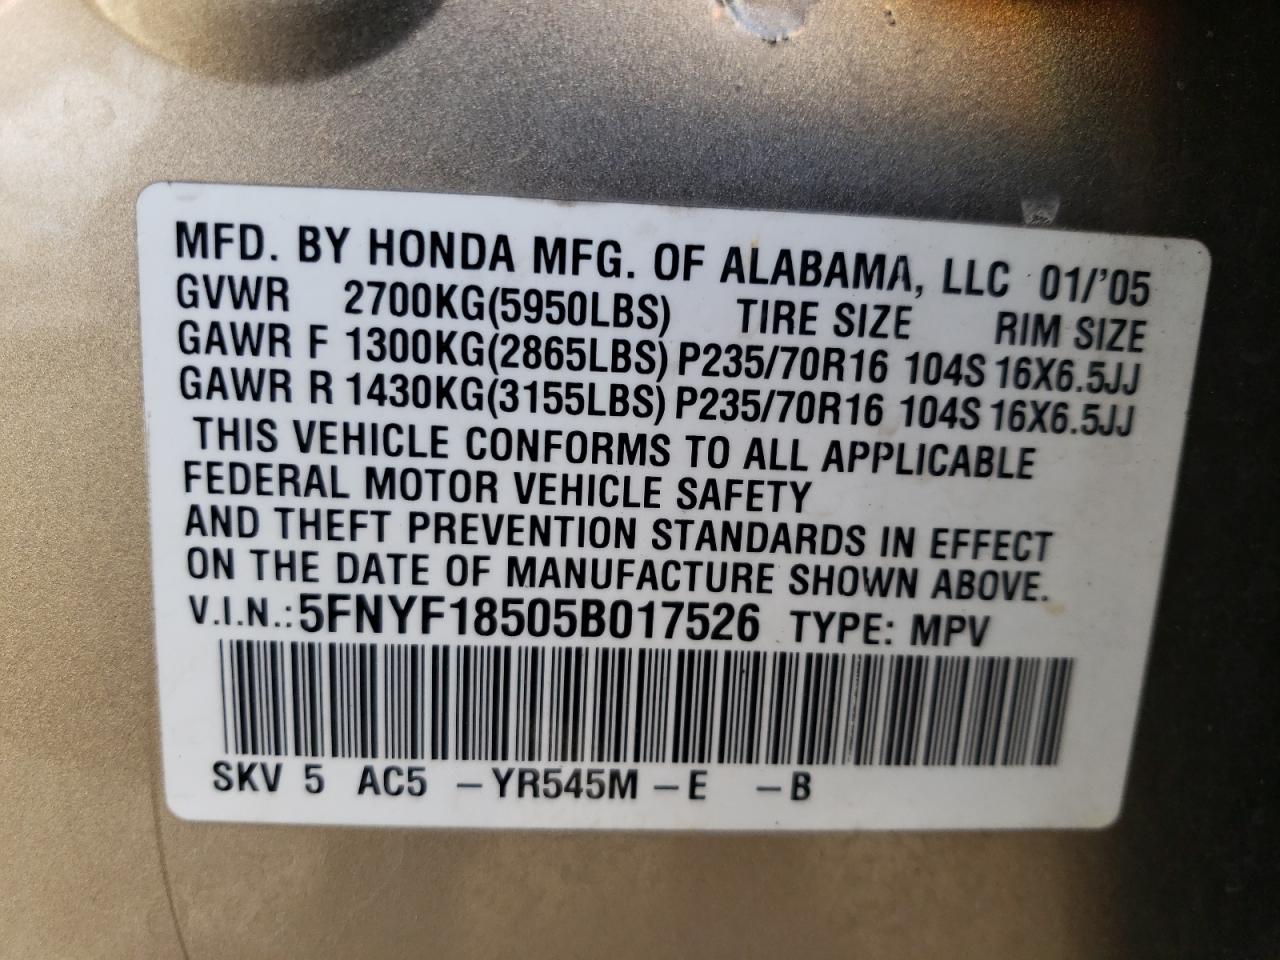 MFD. BY HONDA MFG. OF ALABAMA, LLC 01/'05
GVWR 2700KG(5950LBS) TIRE SIZE RIM SIZE
GAWR F 1300KG(2865LBS) P235/70R16 104S 16X6.5JJ
GAWR R 1430KG(3155LBS) P235/70R16 104S 16X6.5JJ
THIS VEHICLE CONFORMS TO ALL APPLICABLE
FEDERAL MOTOR VEHICLE SAFETY
AND THEFT PREVENTION STANDARDS IN EFFECT
ON THE DATE OF MANUFACTURE SHOWN ABOVE.
V.I.N.: 5FNYF18505B017526 TYPE: MPV
SKV 5 AC5 -YR545M -E -B